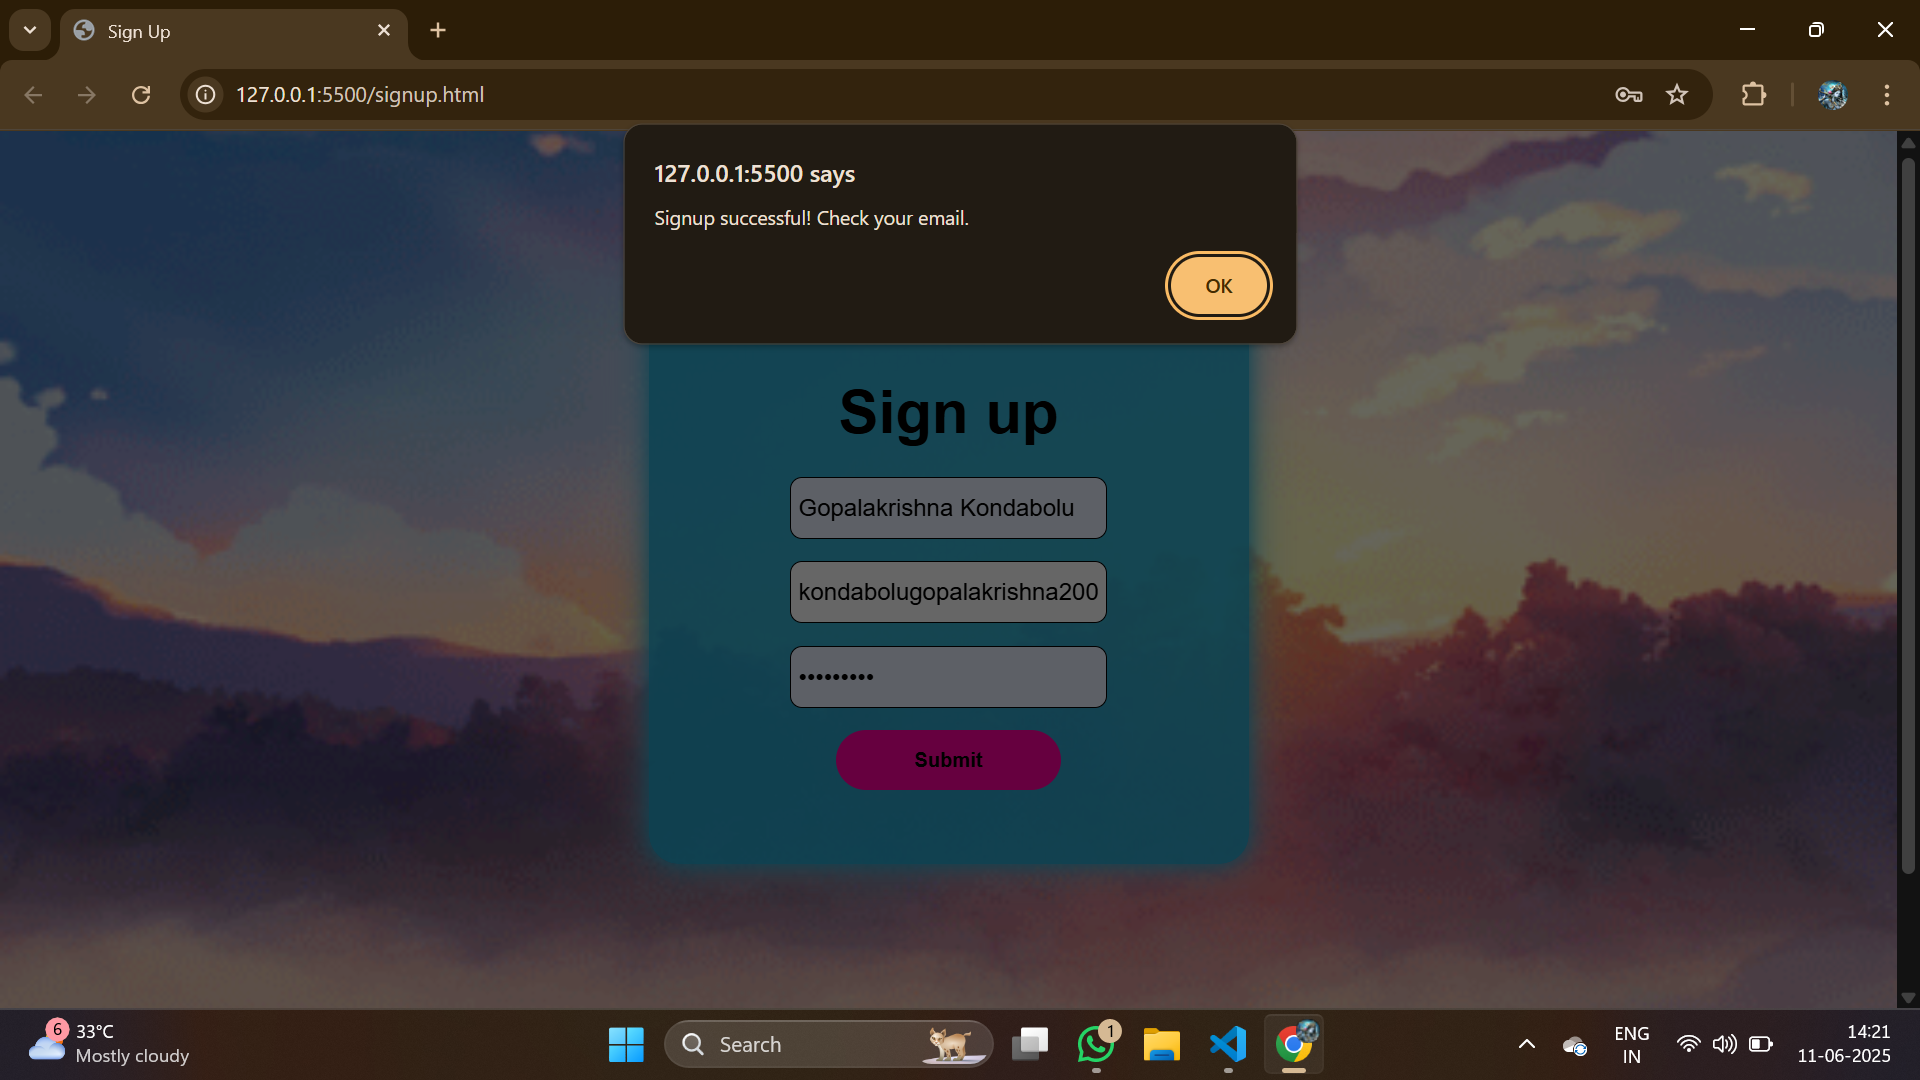 Sign Up
127.0.0.1:5500/signup.html
127.0.0.1:5500 says
Signup successful! Check your email.
OK
Sign up
Gopalakrishna Kondabolu
kondabolugopalakrishna200
•••••••••
Submit
6
33°C
Mostly cloudy
Search
1
ENG
IN
14:21
11-06-2025